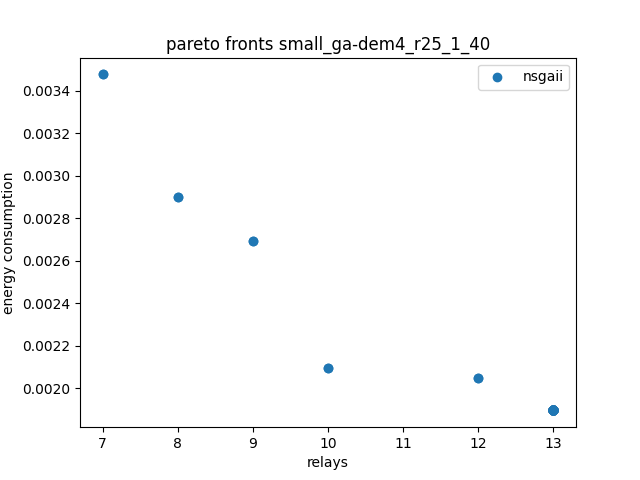 pareto fronts small_ga-dem4_r25_1_40
nsgaii
energy consumption
0.0034
0.0032
0.0030
0.0028
0.0026
0.0024
0.0022
0.0020
7 8 9 10 11 12 13
relays